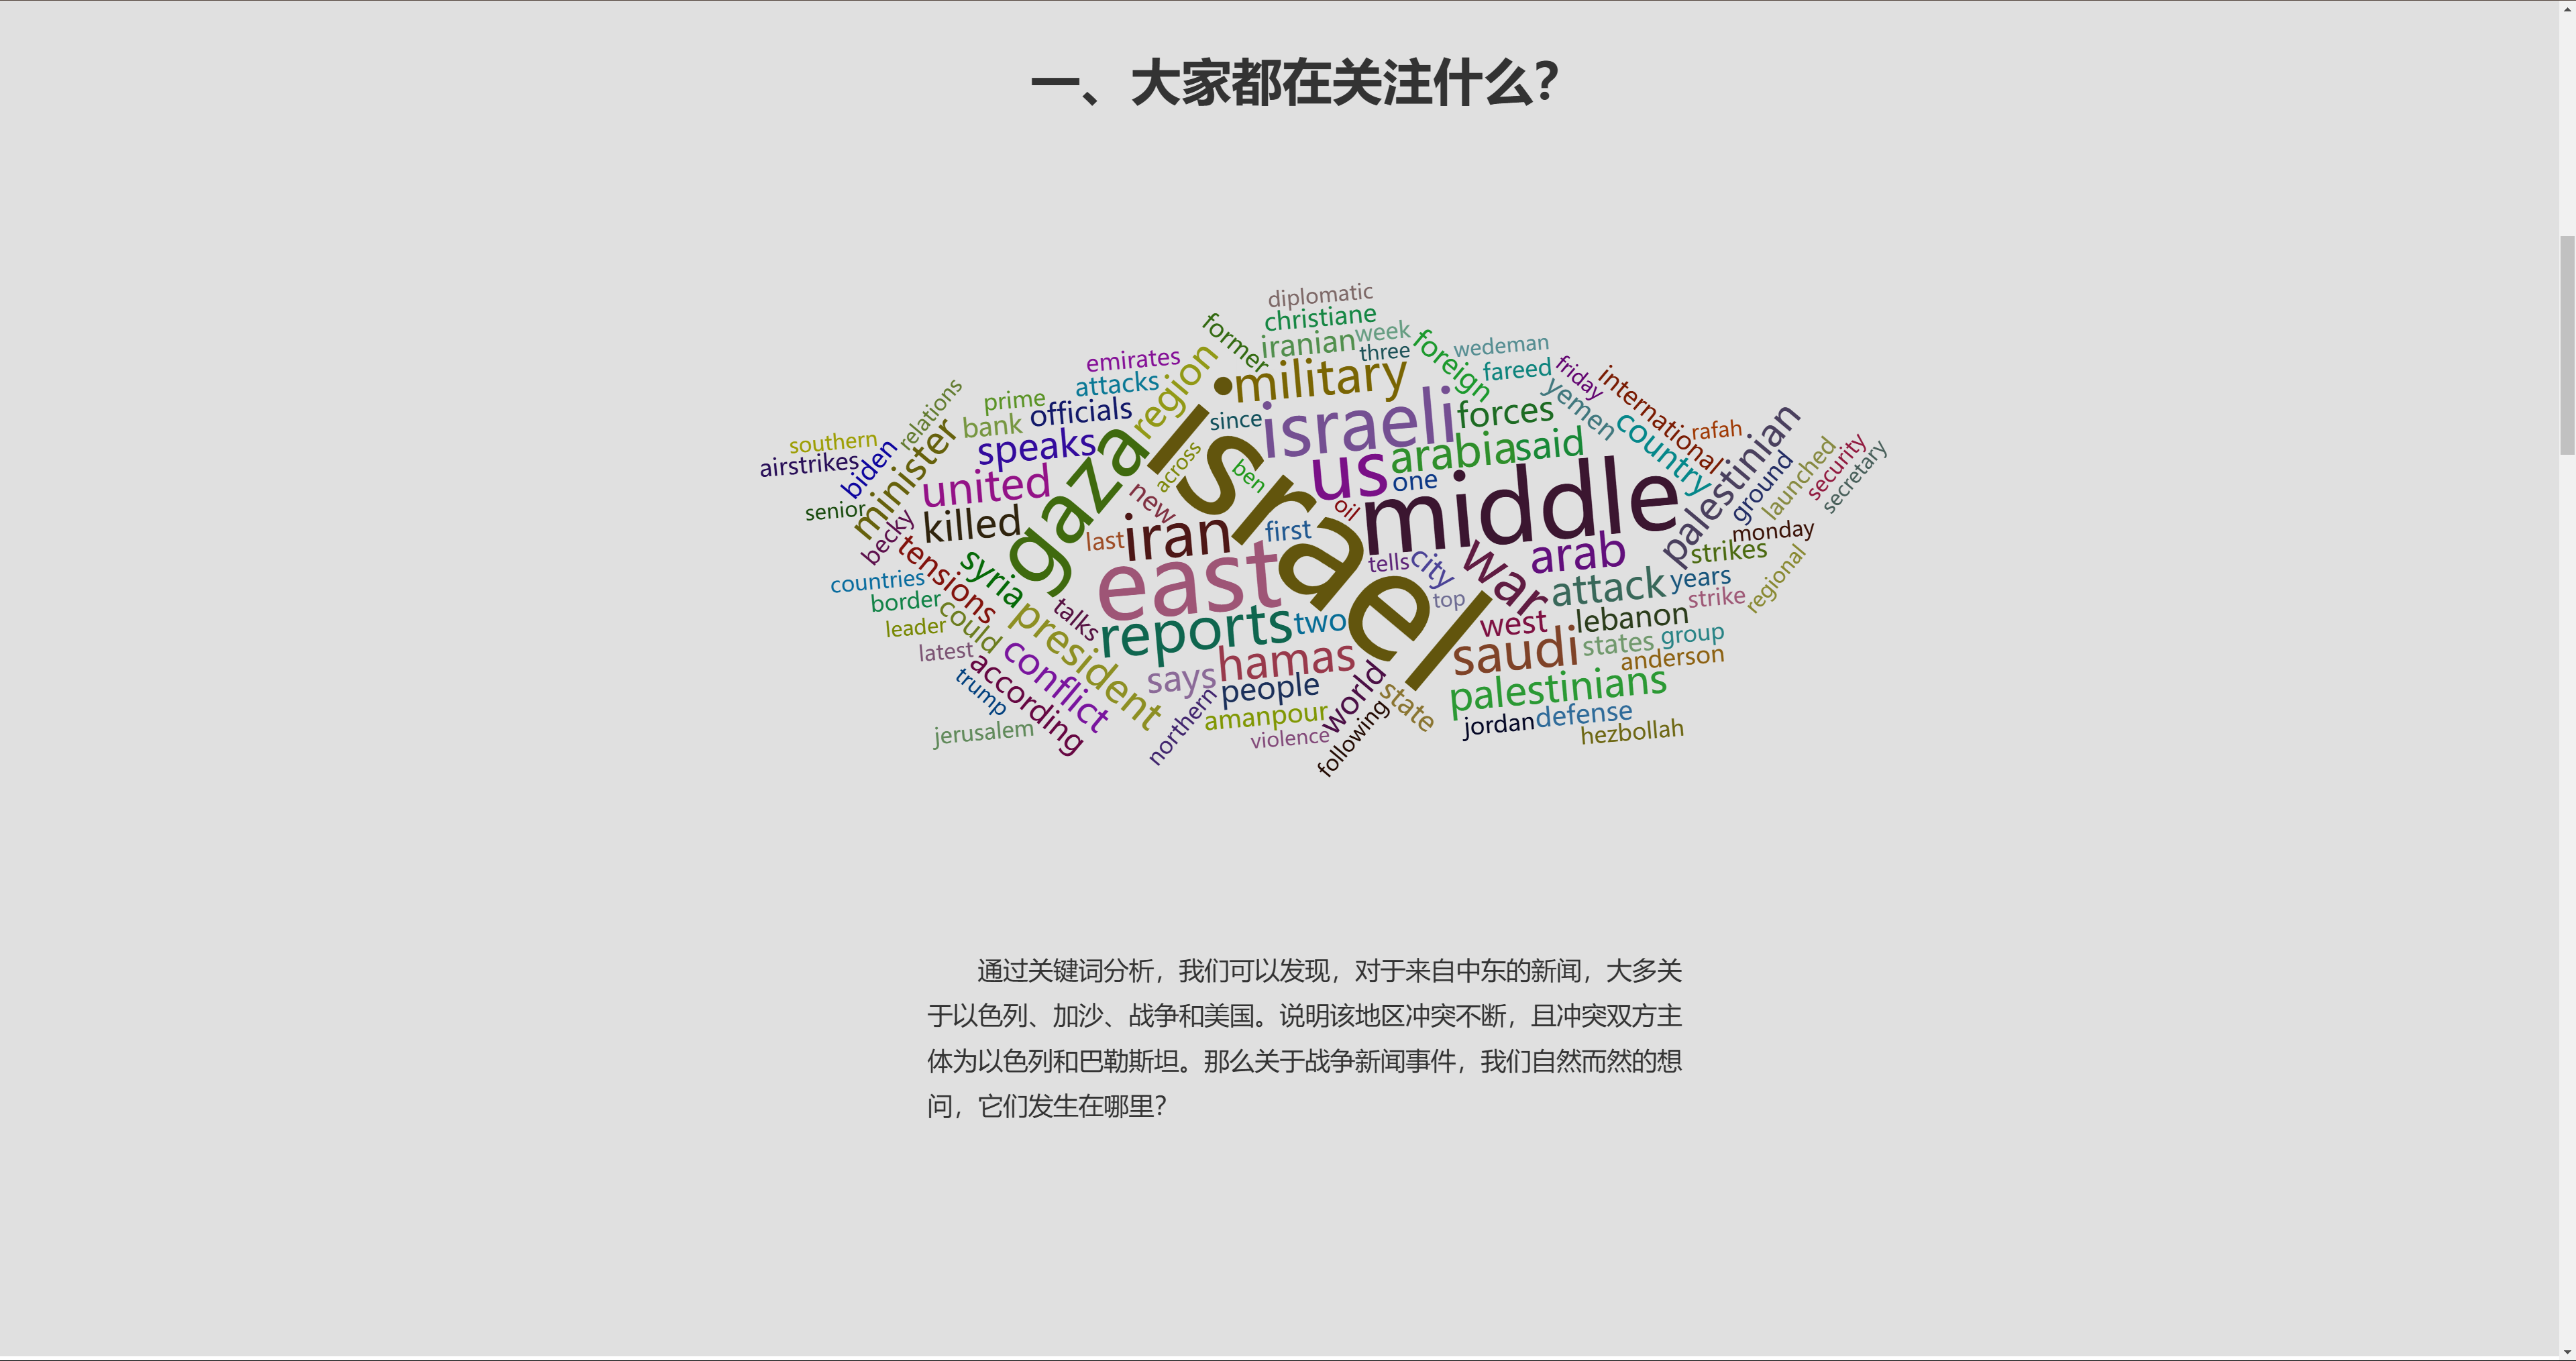 一、大家都在关注什么？
diplomatic
christiane
former
iranian
week
three
foreign
wedeman
emirates
region
military
fareed
friday
international
attacks
prime
officials
since
israeli
forces
yemen
country
rafah
palestinian
relations
bank
southern
minister
speaks
gaza
israel
across
ben
us
arabia
said
one
airstrikes
biden
united
new
oil
middle
ground
launched
security
secretary
senior
killed
iran
last
first
becky
monday
tensions
syria
east
tells
city
war
arab
strikes
regional
countries
border
could
talks
top
attack
years
strike
leader
president
reports
two
west
lebanon
latest
conflict
says
hamas
saudi
states
group
anderson
trump
according
people
world
state
palestinians
northern
amanpour
jordan
defense
jerusalem
violence
following
hezbollah
通过关键词分析，我们可以发现，对于来自中东的新闻，大多关
于以色列、加沙、战争和美国。说明该地区冲突不断，且冲突双方主
体为以色列和巴勒斯坦。那么关于战争新闻事件，我们自然而然的想
问，它们发生在哪里？